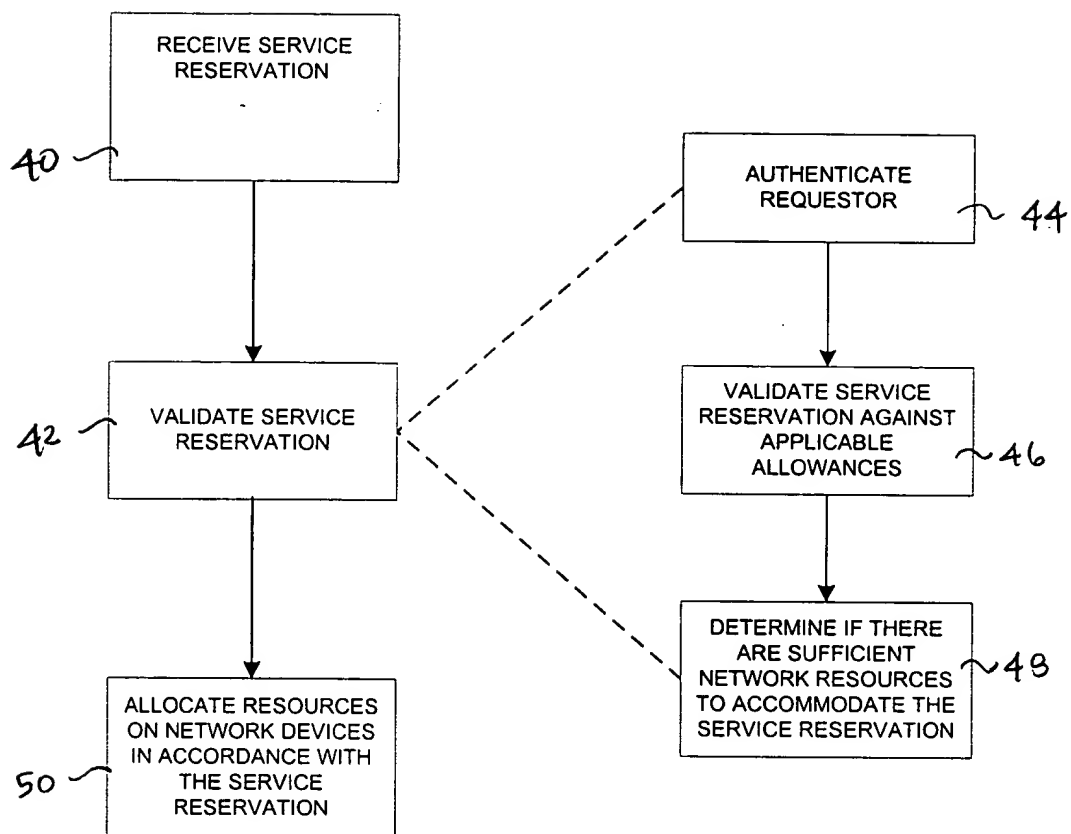 RECEIVE SERVICE
RESERVATION
40
VALIDATE SERVICE
RESERVATION
42
ALLOCATE RESOURCES
ON NETWORK DEVICES
IN ACCORDANCE WITH
THE SERVICE
RESERVATION
50
AUTHENTICATE
REQUESTOR
44
VALIDATE SERVICE
RESERVATION AGAINST
APPLICABLE
ALLOWANCES
46
DETERMINE IF THERE
ARE SUFFICIENT
NETWORK RESOURCES
TO ACCOMMODATE THE
SERVICE RESERVATION